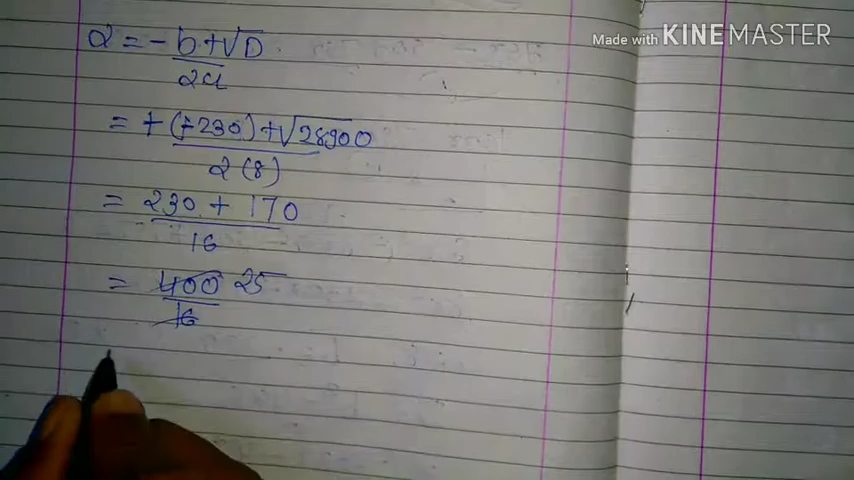 Made with KINEMASTER
α = -b+√D
2a
= + (+-230) + √28900
2 (8)
= 230 + 170
16
= 400 25
16